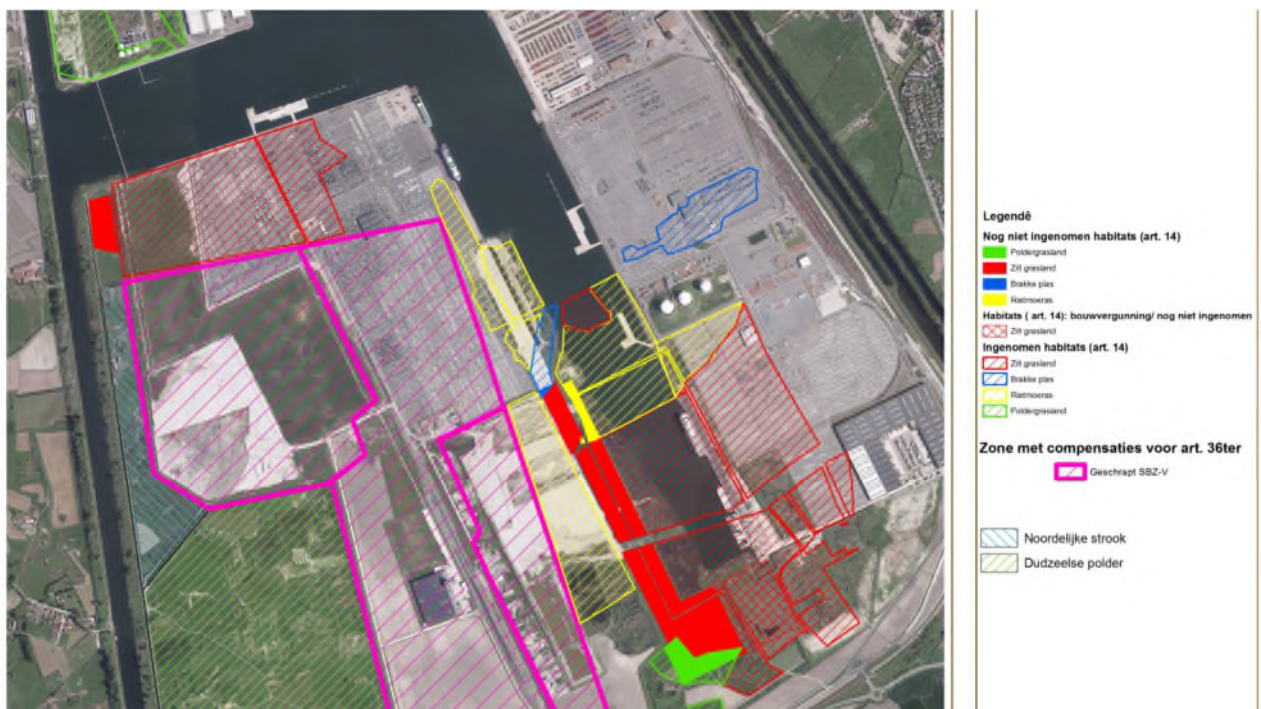 Legendê
Nog niet ingenomen habitats (art. 14)
Poldergrasland
Zilt grasland
Brakke plas
Rietmoeras
Habitats ( art. 14): bouwvergunning/ nog niet ingenomen
Zilt grasland
Ingenomen habitats (art. 14)
Zilt grasland
Brakke plas
Rietmoeras
Poldergrasland
Zone met compensaties voor art. 36ter
Geschrapt SBZ-V
Noordelijke strook
Dudzeelse polder